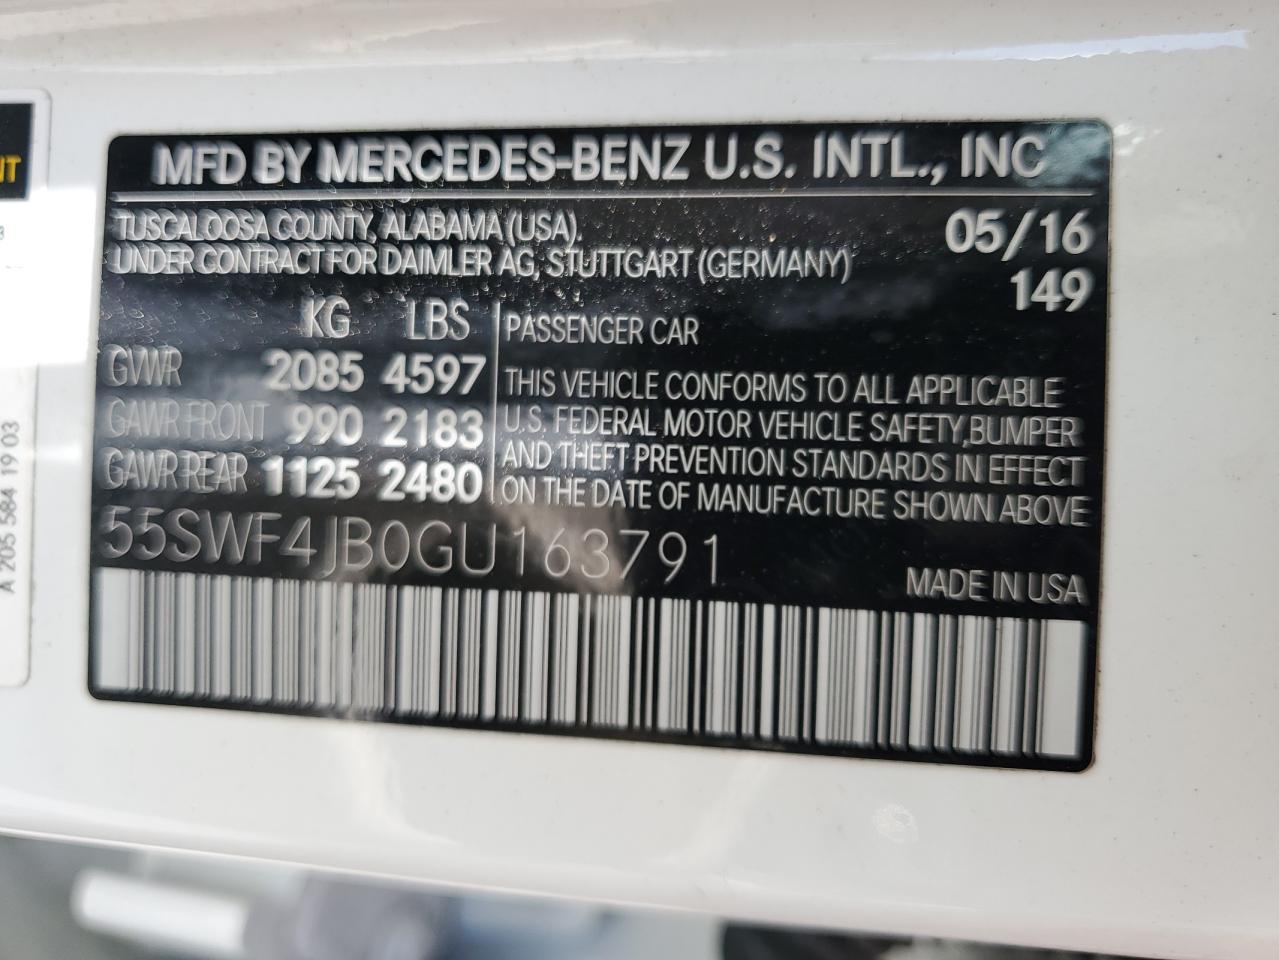 MFD BY MERCEDES-BENZ U.S. INTL., INC
TUSCALOOSA COUNTY, ALABAMA (USA).
UNDER CONTRACT FOR DAIMLER AG, STUTTGART (GERMANY)
05/16
149
KG LBS
GVWR 2085 4597
GAWR FRONT 990 2183
GAWR REAR 1125 2480
PASSENGER CAR
THIS VEHICLE CONFORMS TO ALL APPLICABLE
U.S. FEDERAL MOTOR VEHICLE SAFETY,BUMPER
AND THEFT PREVENTION STANDARDS IN EFFECT
ON THE DATE OF MANUFACTURE SHOWN ABOVE
55SWF4JB0GU163791
MADE IN USA
A 205 584 19 03